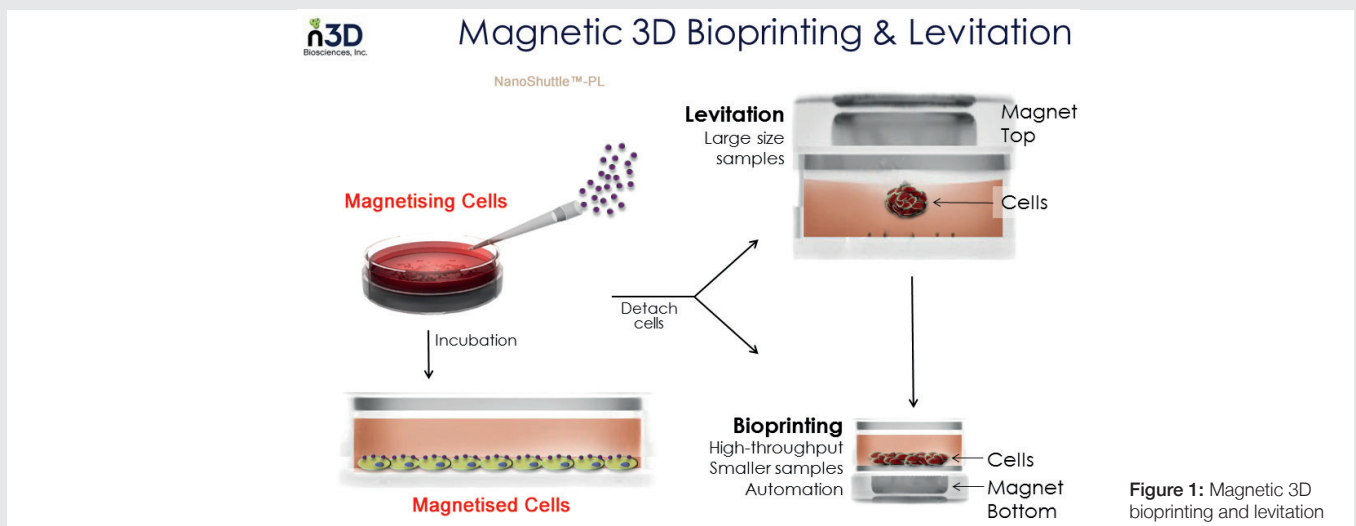 n3D
Biosciences, Inc.
Magnetic 3D Bioprinting & Levitation
NanoShuttle™-PL
Magnetising Cells
Incubation
Magnetised Cells
Detach
cells
Levitation
Large size
samples
Magnet
Top
Cells
Bioprinting
High-throughput
Smaller samples
Automation
Cells
Magnet
Bottom
Figure 1: Magnetic 3D
bioprinting and levitation